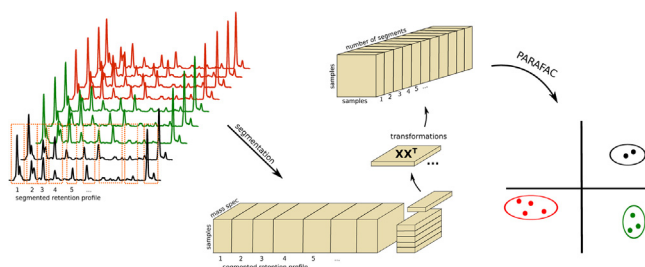 1 2 3 4 5 ...
segmented retention profile
segmentation
mass spec
samples
1 2 3 4 5 ...
segmented retention profile
number of segments
samples
samples
1 2 3 4 5 ...
transformations
XXᵀ ...
PARAFAC